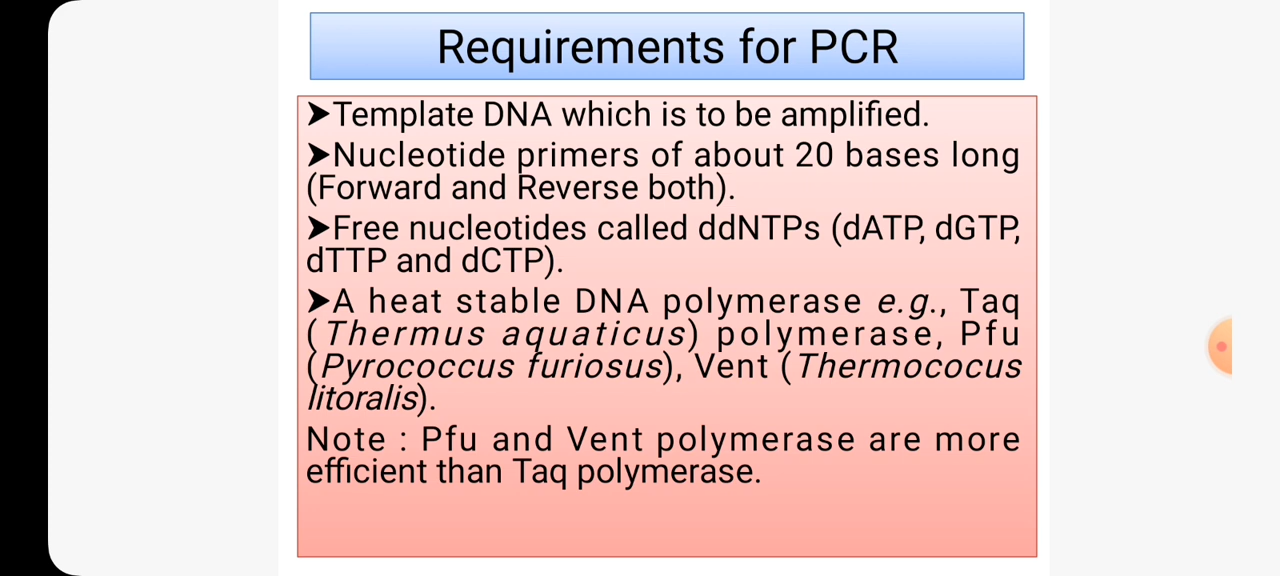 Requirements for PCR
➤Template DNA which is to be amplified.
➤Nucleotide primers of about 20 bases long
(Forward and Reverse both).
➤Free nucleotides called ddNTPs (dATP, dGTP,
dTTP and dCTP).
➤A heat stable DNA polymerase e.g., Taq
(Thermus aquaticus) polymerase, Pfu
(Pyrococcus furiosus), Vent (Thermococus
litoralis).
Note : Pfu and Vent polymerase are more
efficient than Taq polymerase.